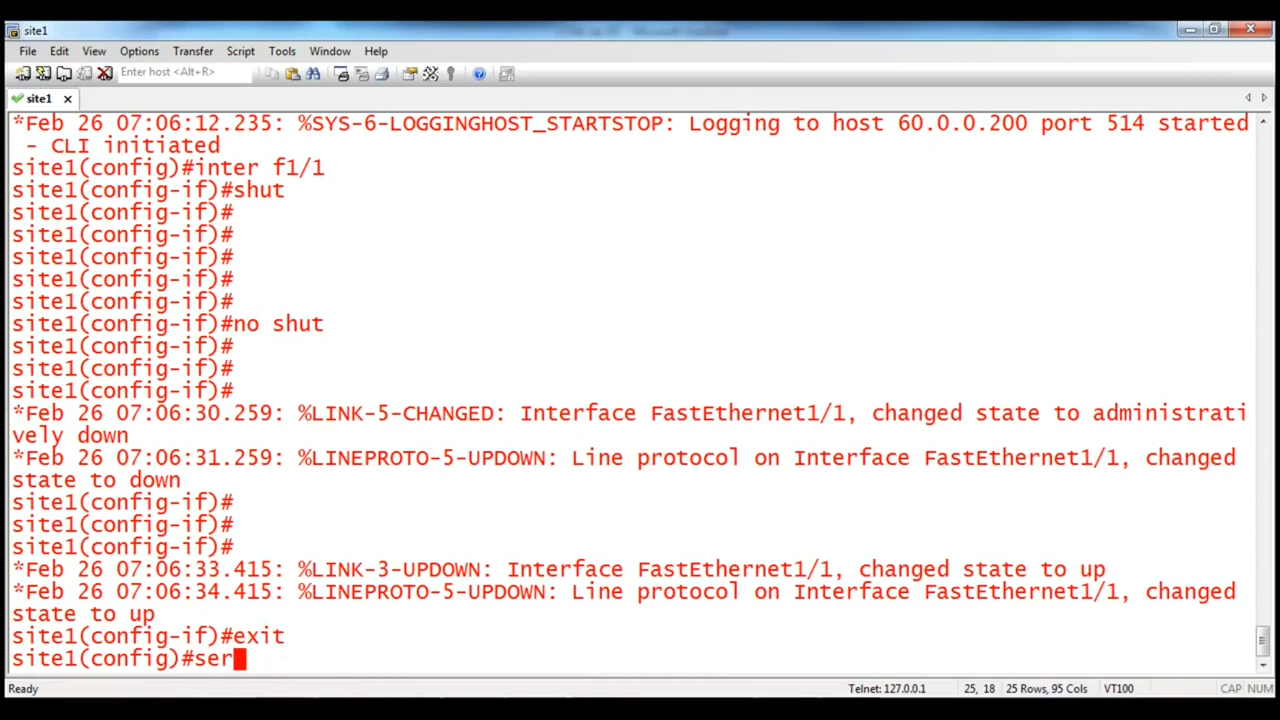 site1
File Edit View Options Transfer Script Tools Window Help
Enter host <Alt+R>
site1
*Feb 26 07:06:12.235: %SYS-6-LOGGINGHOST_STARTSTOP: Logging to host 60.0.0.200 port 514 started
- CLI initiated
site1(config)#inter f1/1
site1(config-if)#shut
site1(config-if)#
site1(config-if)#
site1(config-if)#
site1(config-if)#
site1(config-if)#
site1(config-if)#no shut
site1(config-if)#
site1(config-if)#
site1(config-if)#
*Feb 26 07:06:30.259: %LINK-5-CHANGED: Interface FastEthernet1/1, changed state to administrati
vely down
*Feb 26 07:06:31.259: %LINEPROTO-5-UPDOWN: Line protocol on Interface FastEthernet1/1, changed
state to down
site1(config-if)#
site1(config-if)#
site1(config-if)#
*Feb 26 07:06:33.415: %LINK-3-UPDOWN: Interface FastEthernet1/1, changed state to up
*Feb 26 07:06:34.415: %LINEPROTO-5-UPDOWN: Line protocol on Interface FastEthernet1/1, changed
state to up
site1(config-if)#exit
site1(config)#ser
Ready Telnet: 127.0.0.1 25, 18 25 Rows, 95 Cols VT100 CAP NUM